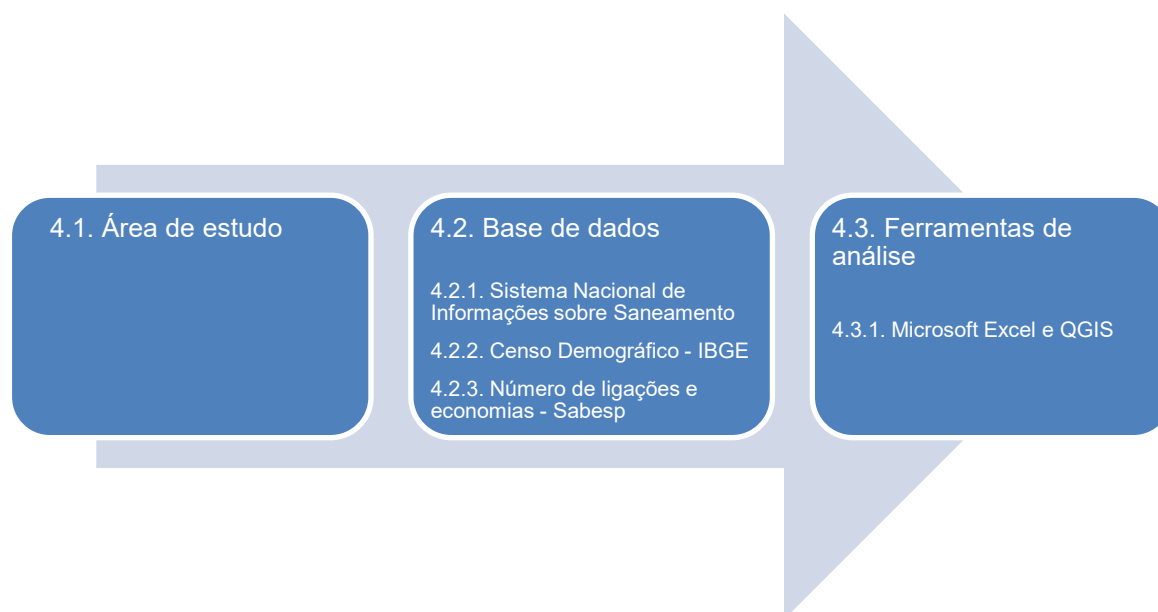 4.1. Área de estudo
4.2. Base de dados
4.2.1. Sistema Nacional de
Informações sobre Saneamento
4.2.2. Censo Demográfico - IBGE
4.2.3. Número de ligações e
economias - Sabesp
4.3. Ferramentas de
análise
4.3.1. Microsoft Excel e QGIS